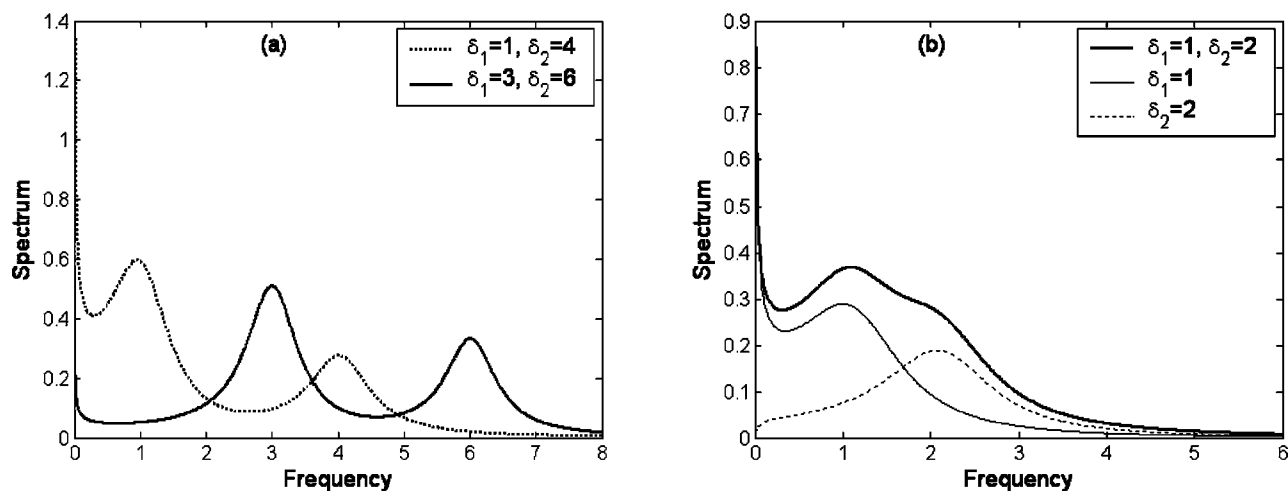 (a)
δ1=1, δ2=4
δ1=3, δ2=6
Spectrum
1.4
1.2
1
0.8
0.6
0.4
0.2
0
0 1 2 3 4 5 6 7 8
Frequency
(b)
δ1=1, δ2=2
δ1=1
δ2=2
Spectrum
0.9
0.8
0.7
0.6
0.5
0.4
0.3
0.2
0.1
0
0 1 2 3 4 5 6
Frequency